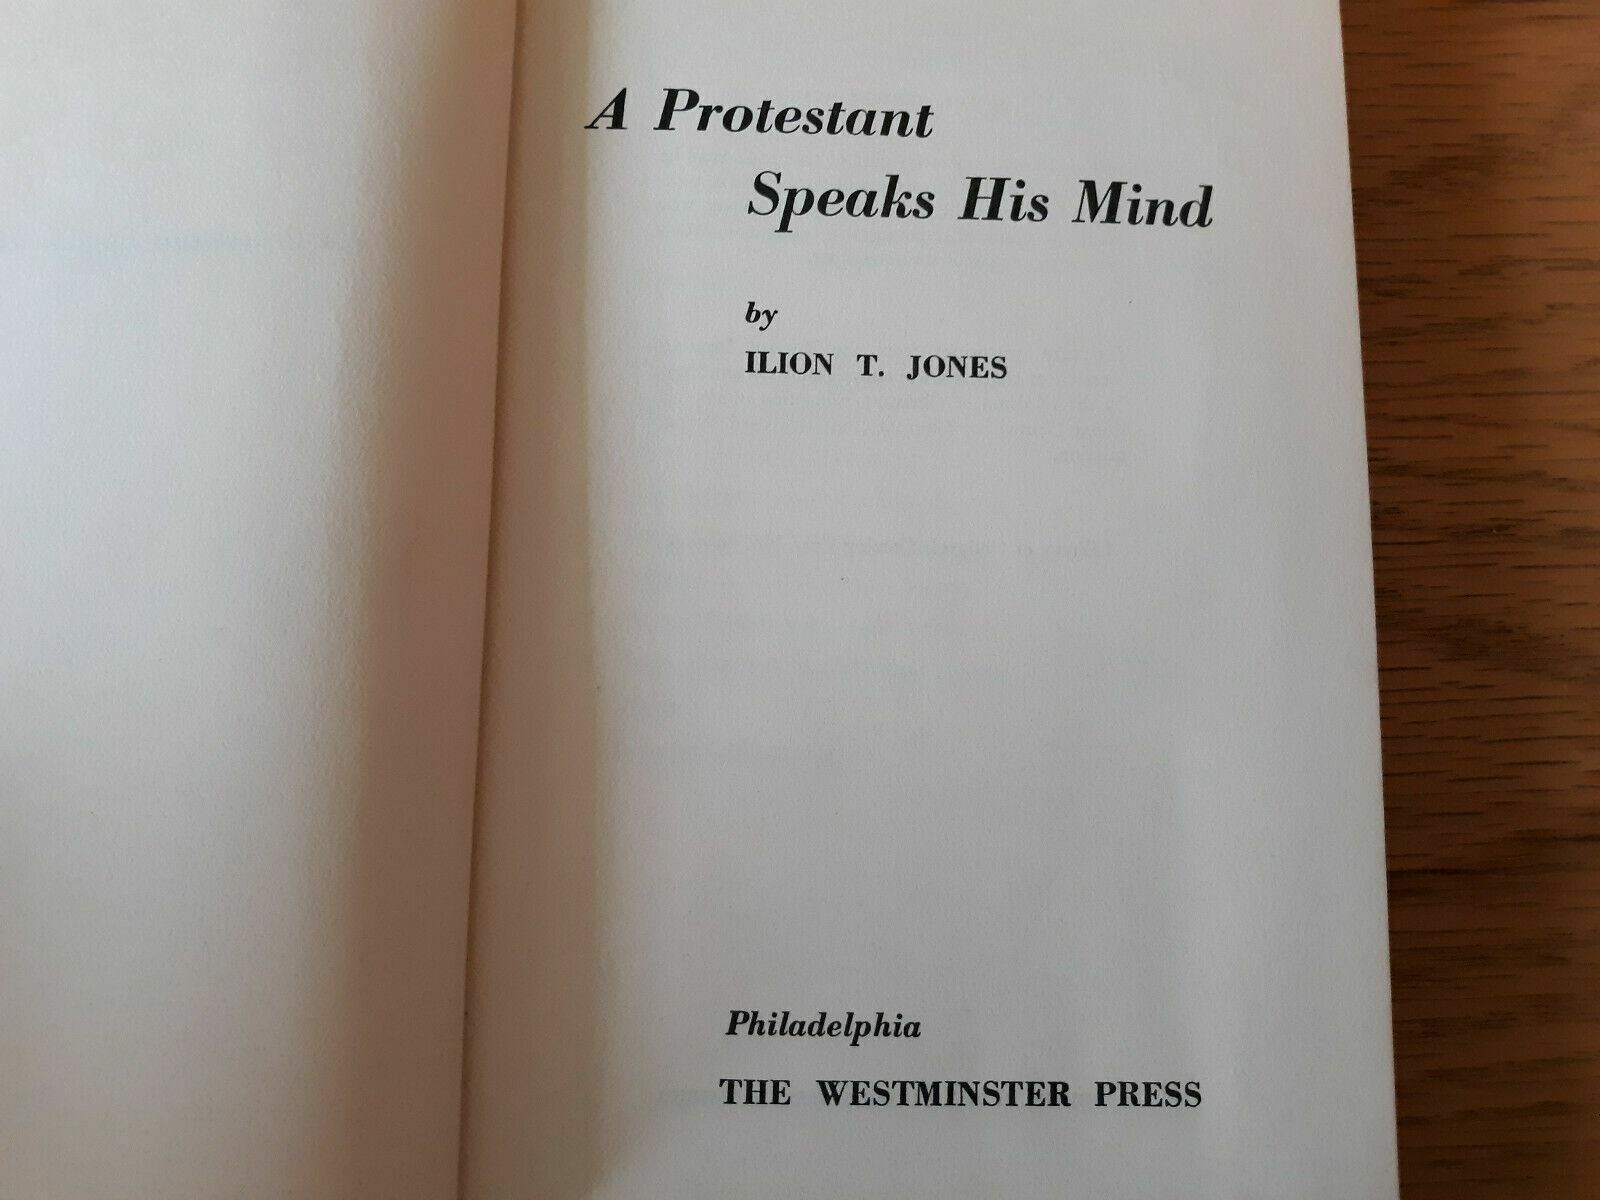 A Protestant
Speaks His Mind
by
ILION T. JONES
Philadelphia
THE WESTMINSTER PRESS